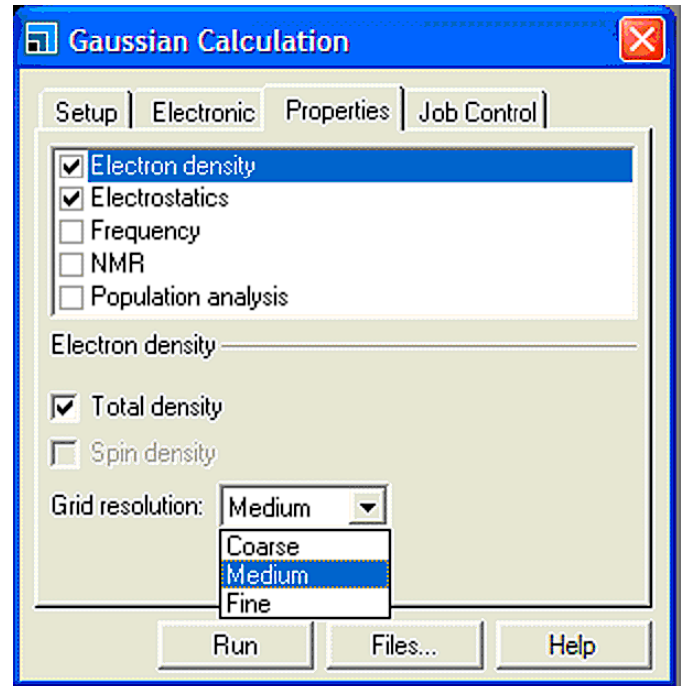 Gaussian Calculation
Setup Electronic Properties Job Control
Electron density
Electrostatics
Frequency
NMR
Population analysis
Electron density
Total density
Spin density
Grid resolution: Medium
Coarse
Medium
Fine
Run Files... Help